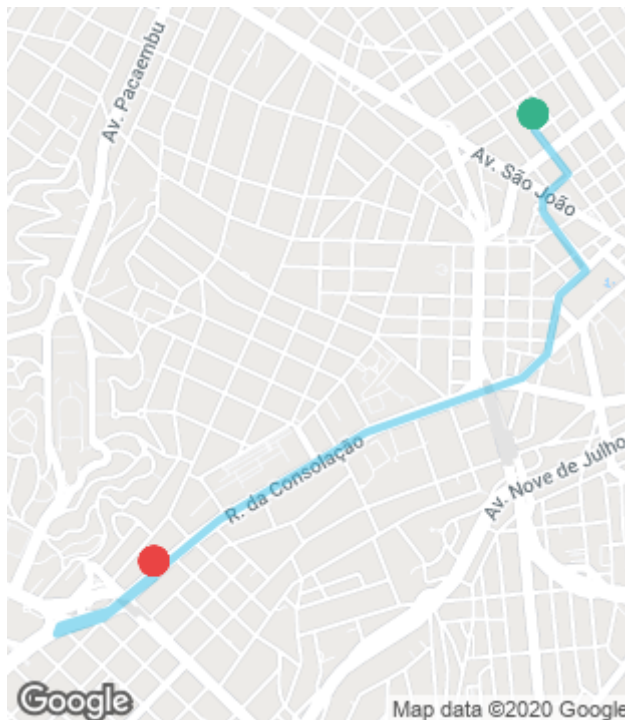 Av. Pacaembu
Av. São João
R. da Consolação
Av. Nove de Julho
Google
Map data ©2020 Google